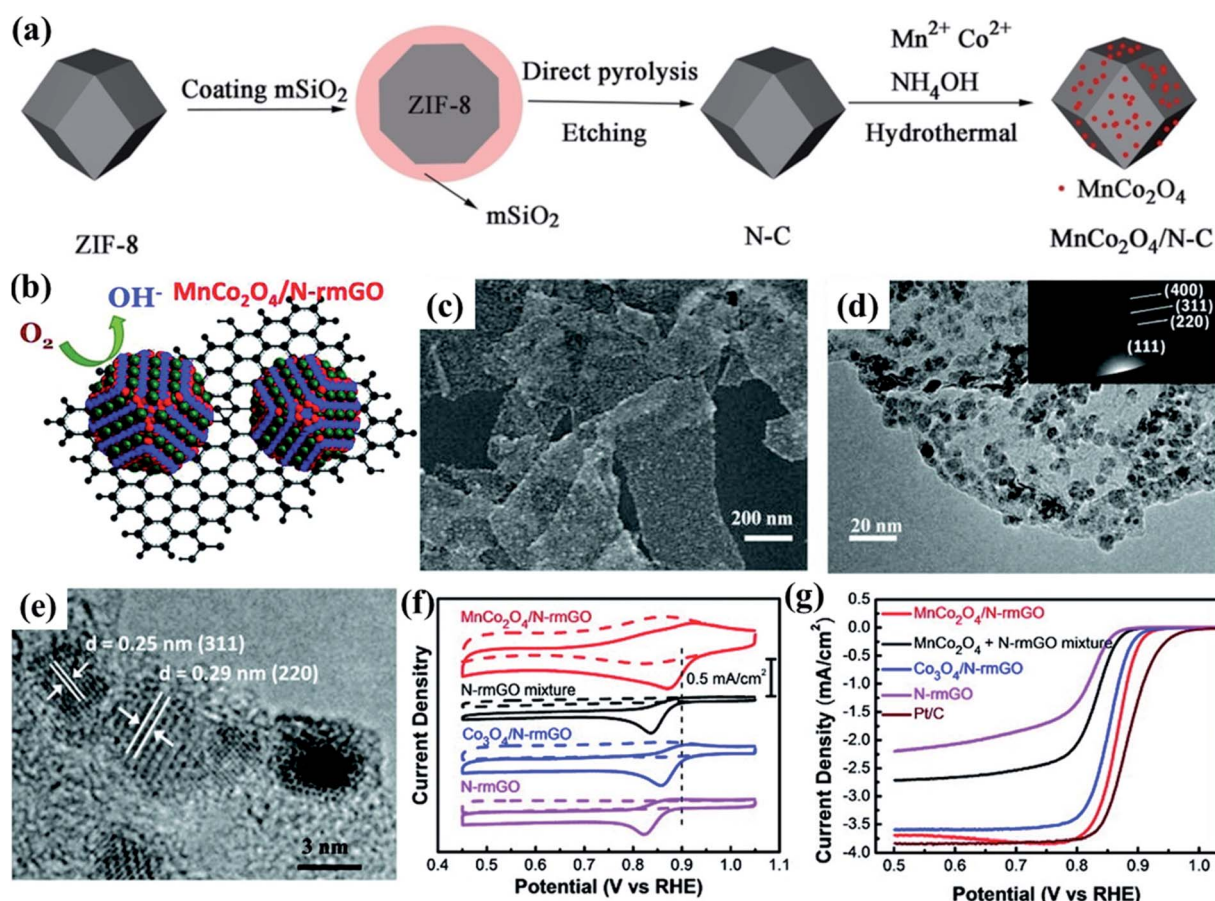 (a)
Coating mSiO₂
ZIF-8
Direct pyrolysis
Etching
Mn²⁺ Co²⁺
NH₄OH
Hydrothermal
mSiO₂
MnCo₂O₄
ZIF-8
N-C
MnCo₂O₄/N-C
(b)
OH⁻
MnCo₂O₄/N-rmGO
O₂
(c)
200 nm
(d)
(400)
(311)
(220)
(111)
20 nm
(e)
d = 0.25 nm (311)
d = 0.29 nm (220)
3 nm
(f)
MnCo₂O₄/N-rmGO
0.5 mA/cm²
N-rmGO mixture
Co₃O₄/N-rmGO
N-rmGO
Current Density
0.4 0.5 0.6 0.7 0.8 0.9 1.0 1.1
Potential (V vs RHE)
(g)
MnCo₂O₄/N-rmGO
MnCo₂O₄ + N-rmGO mixture
Co₃O₄/N-rmGO
N-rmGO
Pt/C
0.5
0.0
-0.5
-1.0
-1.5
-2.0
-2.5
-3.0
-3.5
-4.0
Current Density (mA/cm²)
0.5 0.6 0.7 0.8 0.9 1.0
Potential (V vs RHE)